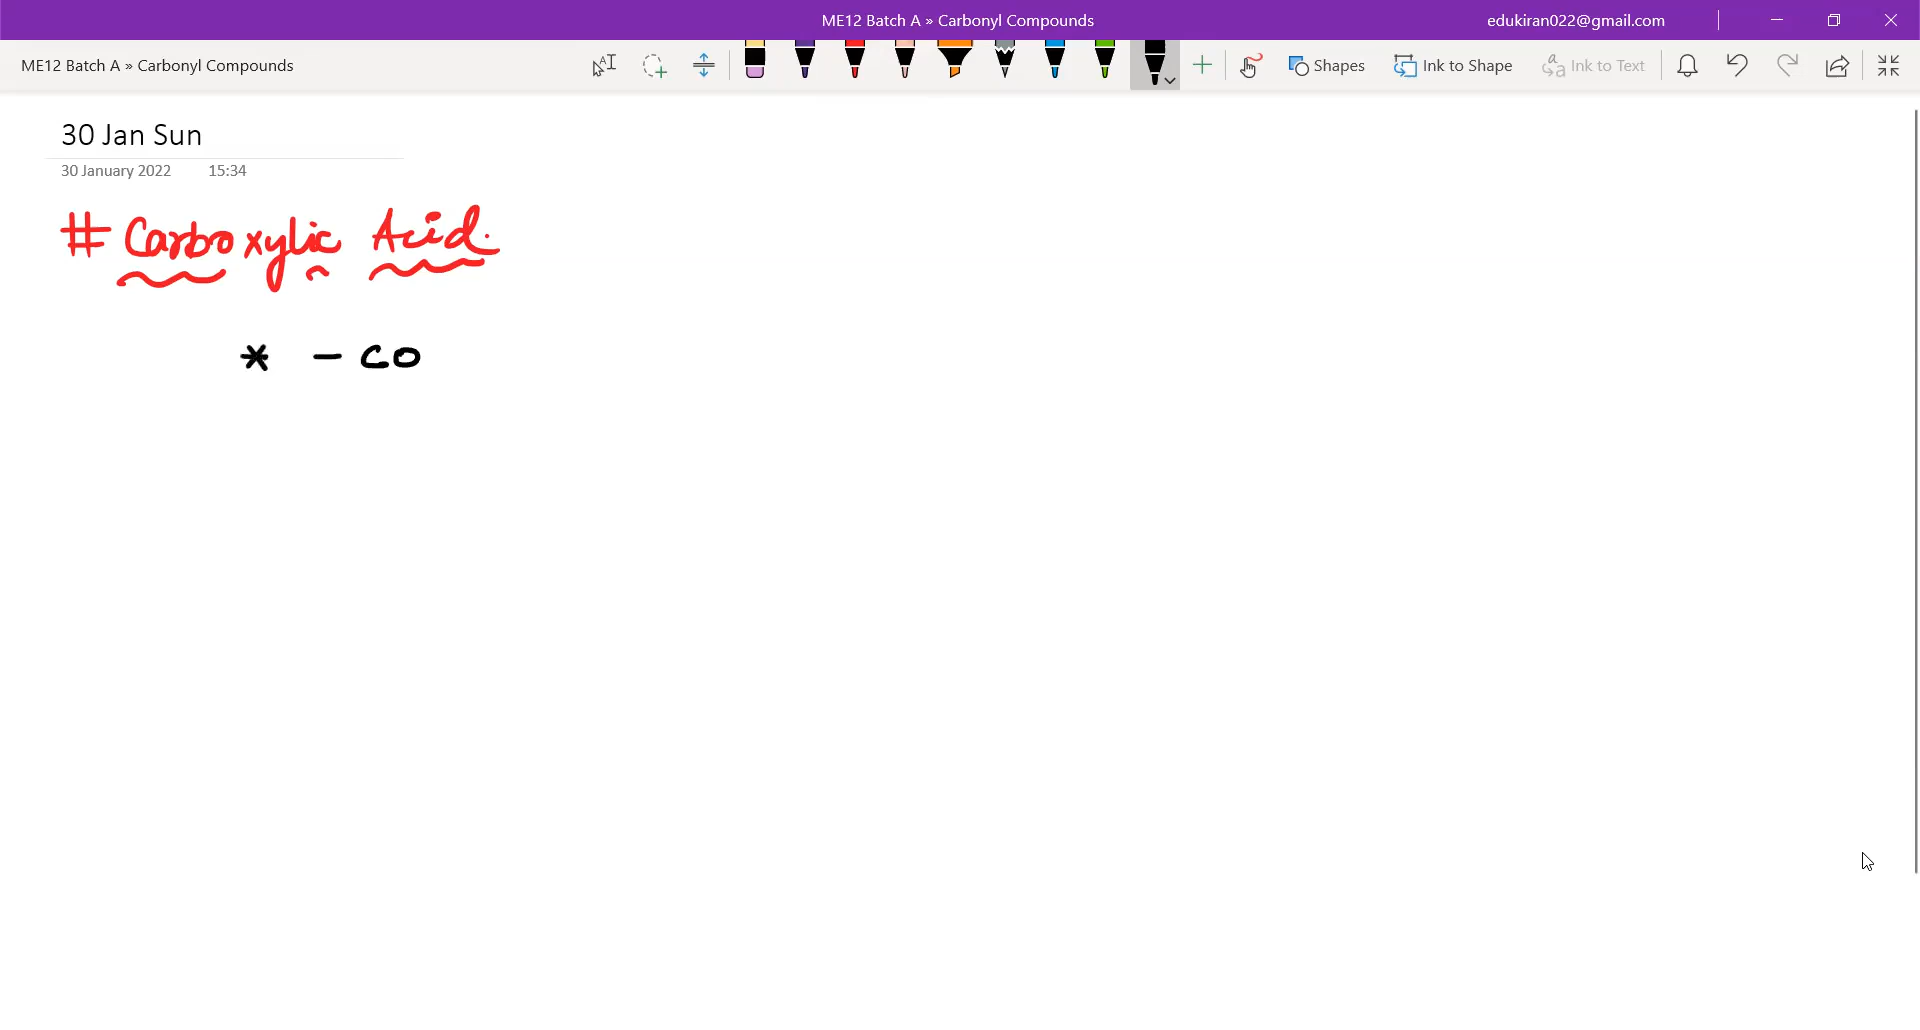 ME12 Batch A » Carbonyl Compounds
edukiran022@gmail.com
ME12 Batch A » Carbonyl Compounds
Shapes
Ink to Shape
Ink to Text
30 Jan Sun
30 January 2022 15:34
# Carboxylic Acid.
* - CO